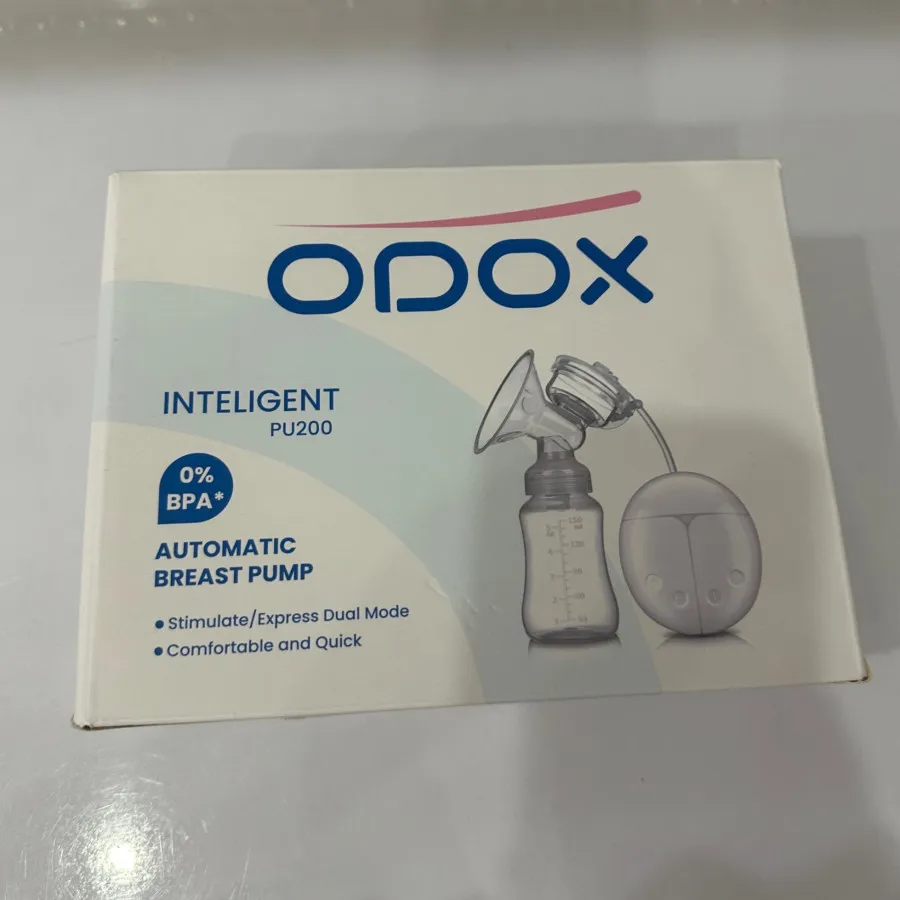 ODOX
INTELIGENT
PU200
0%
BPA*
AUTOMATIC
BREAST PUMP
• Stimulate/Express Dual Mode
• Comfortable and Quick